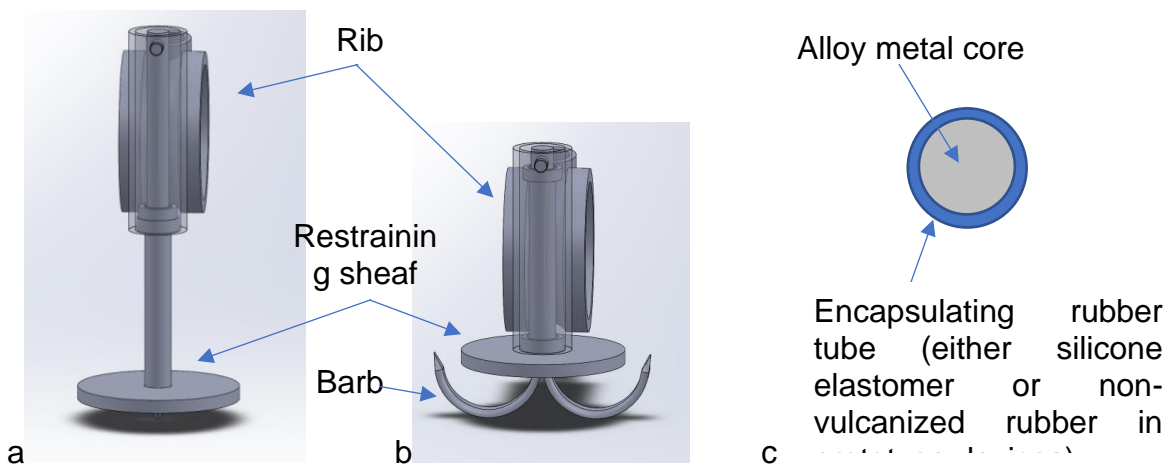 Rib
Alloy metal core
Restrainin
g sheaf
Barb
Encapsulating rubber
tube (either silicone
elastomer or non-
vulcanized rubber in
a
b
c